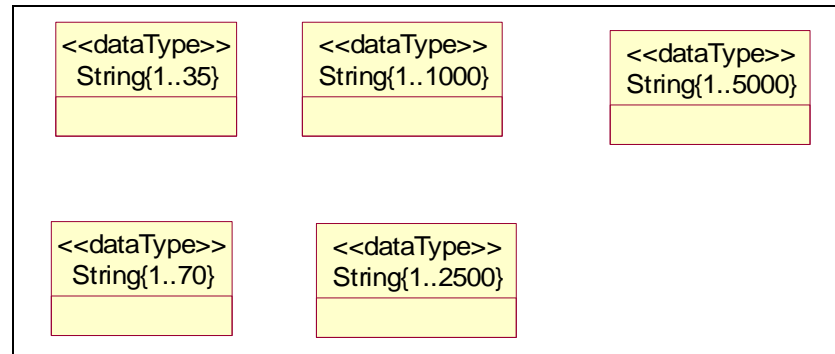 <<dataType>>
String{1..35}
<<dataType>>
String{1..1000}
<<dataType>>
String{1..5000}
<<dataType>>
String{1..70}
<<dataType>>
String{1..2500}